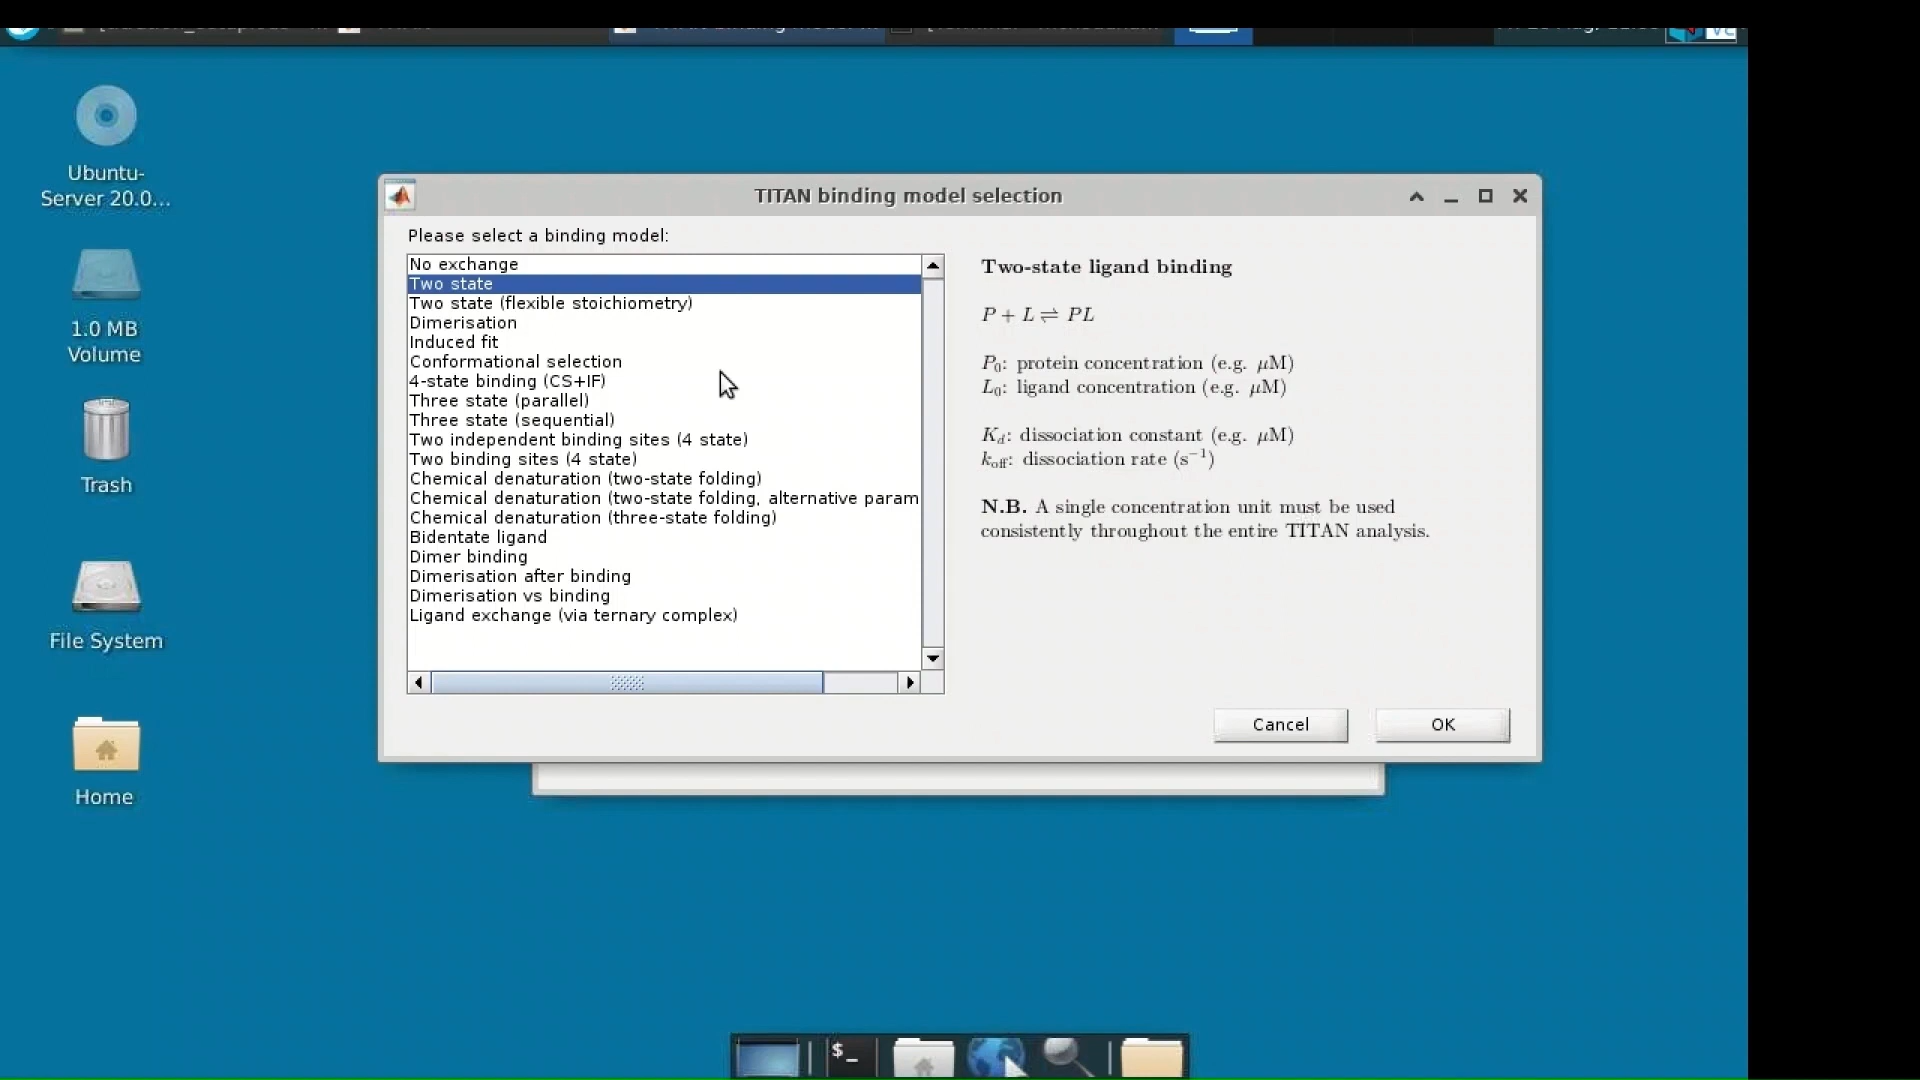 Ubuntu-
Server 20.0...
1.0 MB
Volume
Trash
File System
Home
TITAN binding model selection
Please select a binding model:
No exchange
Two state
Two state (flexible stoichiometry)
Dimerisation
Induced fit
Conformational selection
4-state binding (CS+IF)
Three state (parallel)
Three state (sequential)
Two independent binding sites (4 state)
Two binding sites (4 state)
Chemical denaturation (two-state folding)
Chemical denaturation (two-state folding, alternative param
Chemical denaturation (three-state folding)
Bidentate ligand
Dimer binding
Dimerisation after binding
Dimerisation vs binding
Ligand exchange (via ternary complex)
Two-state ligand binding
P + L ⇌ PL
P₀: protein concentration (e.g. μM)
L₀: ligand concentration (e.g. μM)
K_d: dissociation constant (e.g. μM)
k_off: dissociation rate (s⁻¹)
N.B. A single concentration unit must be used
consistently throughout the entire TITAN analysis.
Cancel
OK
$_